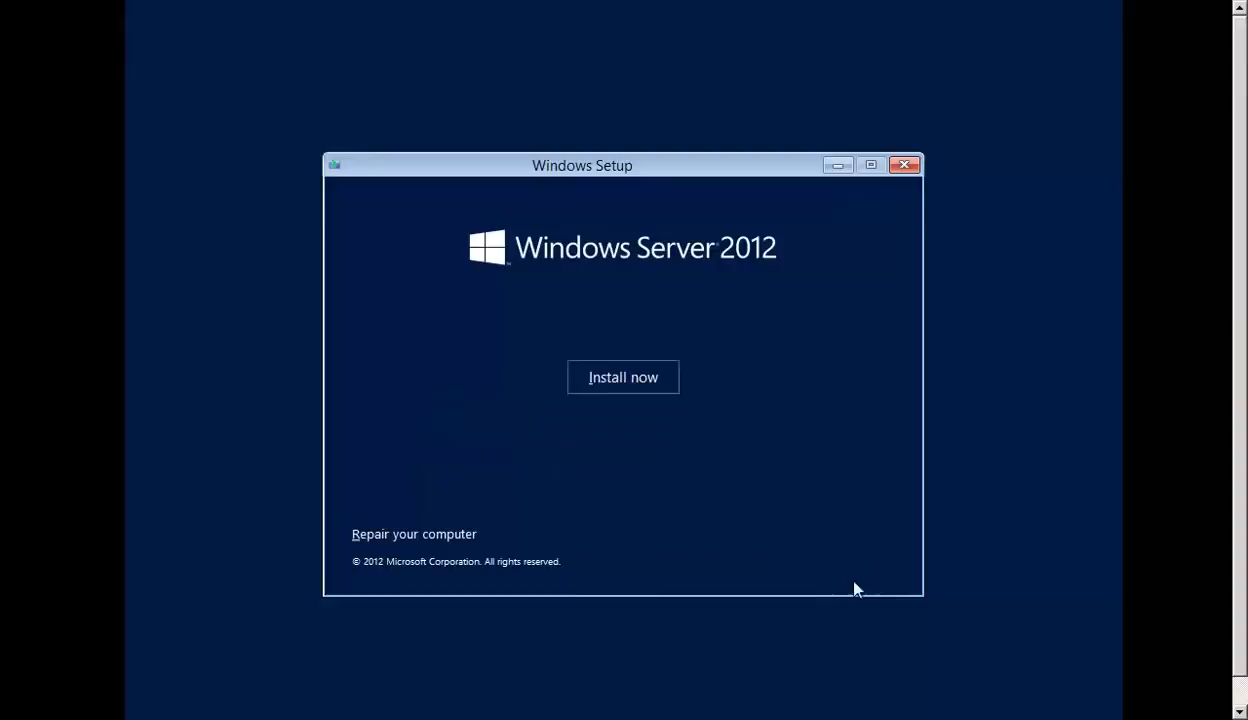 Windows Setup
Windows Server 2012
Install now
Repair your computer
© 2012 Microsoft Corporation. All rights reserved.